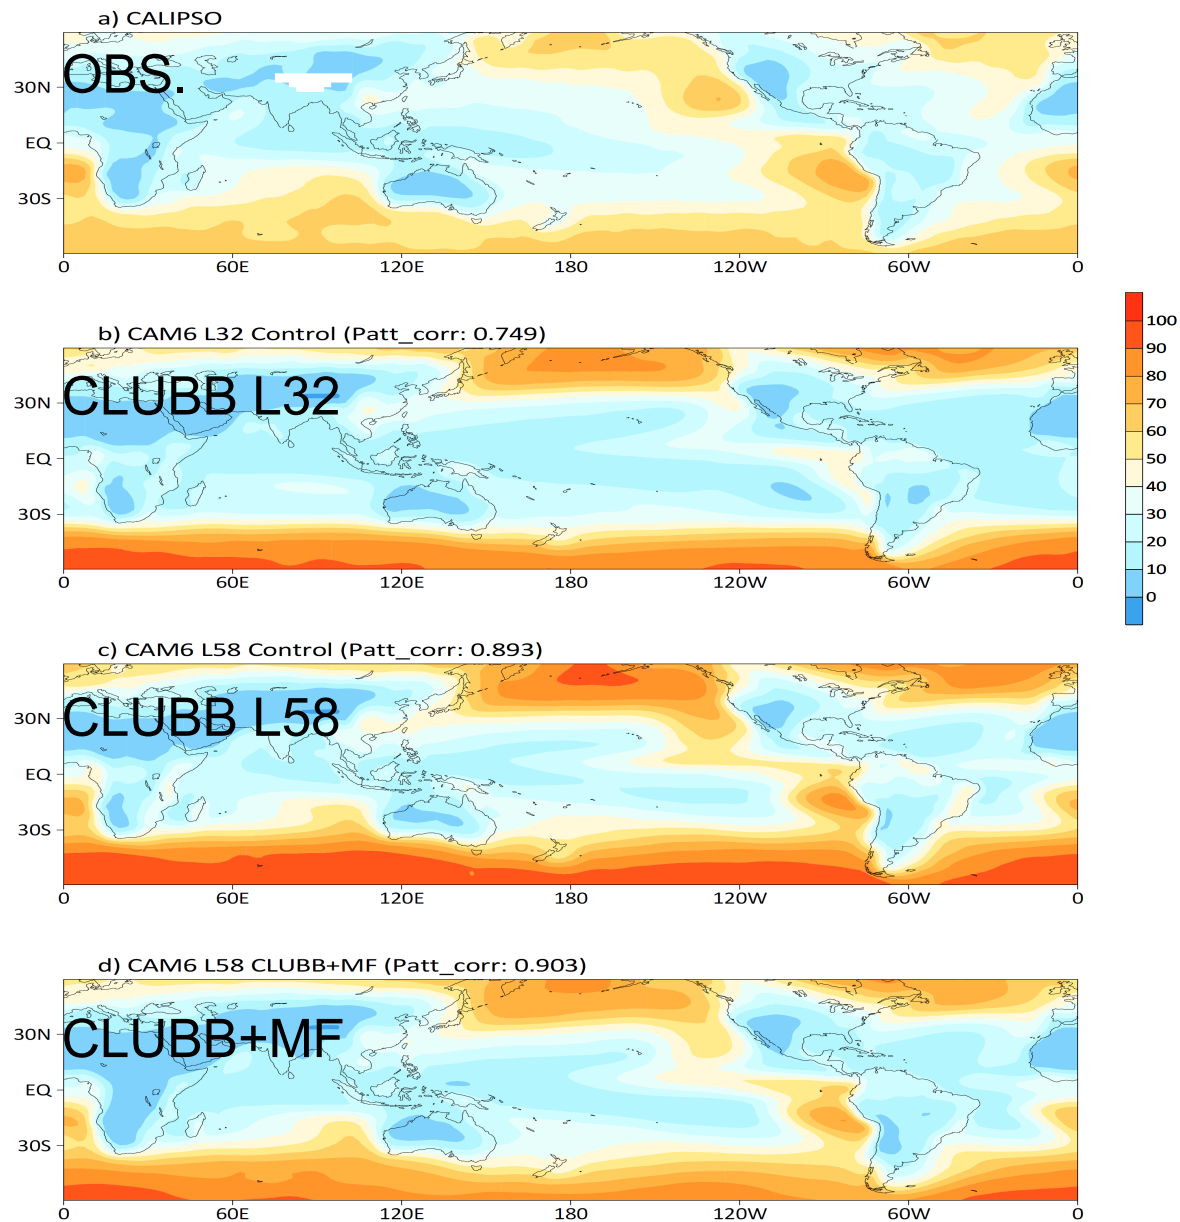 a) CALIPSO
OBS.
30N
EQ
30S
0 60E 120E 180 120W 60W 0
b) CAM6 L32 Control (Patt_corr: 0.749)
CLUBB L32
30N
EQ
30S
0 60E 120E 180 120W 60W 0
100
90
80
70
60
50
40
30
20
10
0
c) CAM6 L58 Control (Patt_corr: 0.893)
CLUBB L58
30N
EQ
30S
0 60E 120E 180 120W 60W 0
d) CAM6 L58 CLUBB+MF (Patt_corr: 0.903)
CLUBB+MF
30N
EQ
30S
0 60E 120E 180 120W 60W 0